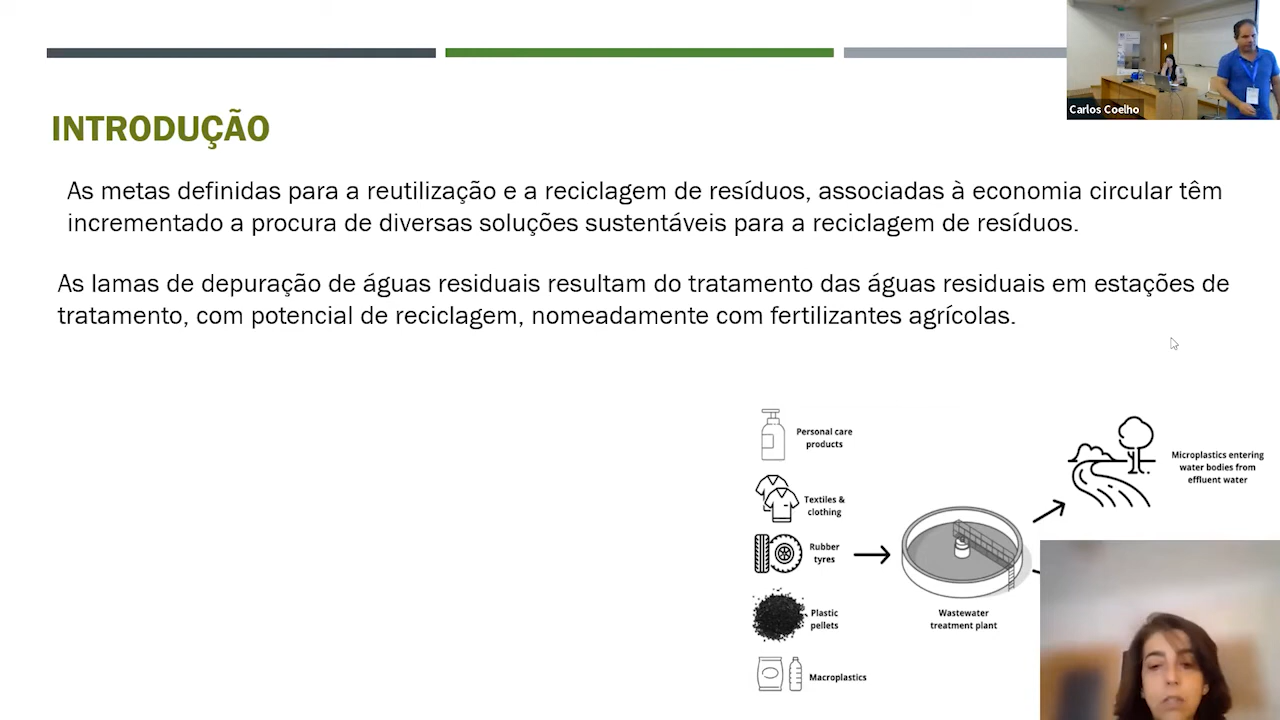 Carlos Coelho
INTRODUÇÃO
As metas definidas para a reutilização e a reciclagem de resíduos, associadas à economia circular têm
incrementado a procura de diversas soluções sustentáveis para a reciclagem de resíduos.
As lamas de depuração de águas residuais resultam do tratamento das águas residuais em estações de
tratamento, com potencial de reciclagem, nomeadamente com fertilizantes agrícolas.
Personal care
products
Textiles &
clothing
Rubber
tyres
Plastic
pellets
Macroplastics
Wastewater
treatment plant
Microplastics entering
water bodies from
effluent water